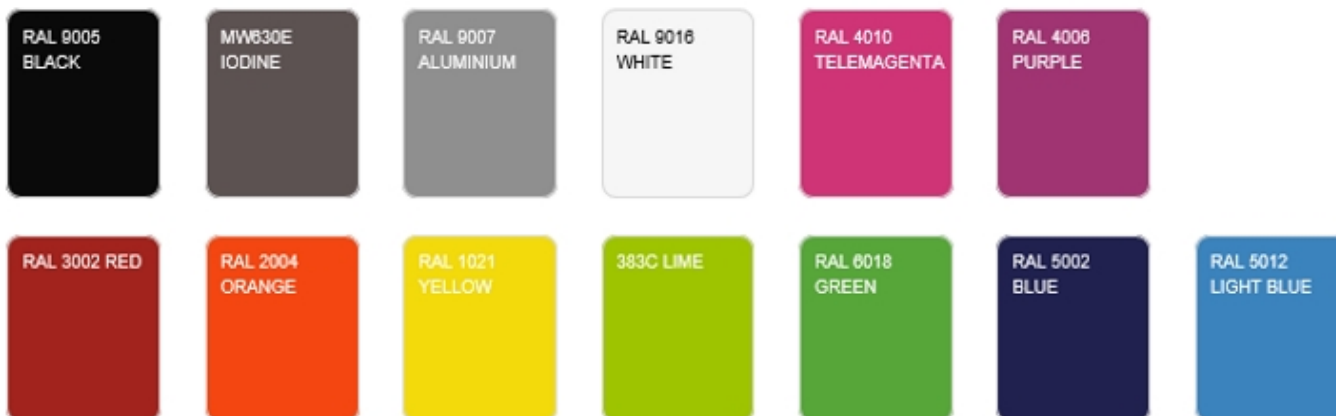 RAL 9005
BLACK
MW630E
IODINE
RAL 9007
ALUMINIUM
RAL 9016
WHITE
RAL 4010
TELEMAGENTA
RAL 4006
PURPLE
RAL 3002 RED
RAL 2004
ORANGE
RAL 1021
YELLOW
383C LIME
RAL 6018
GREEN
RAL 5002
BLUE
RAL 5012
LIGHT BLUE